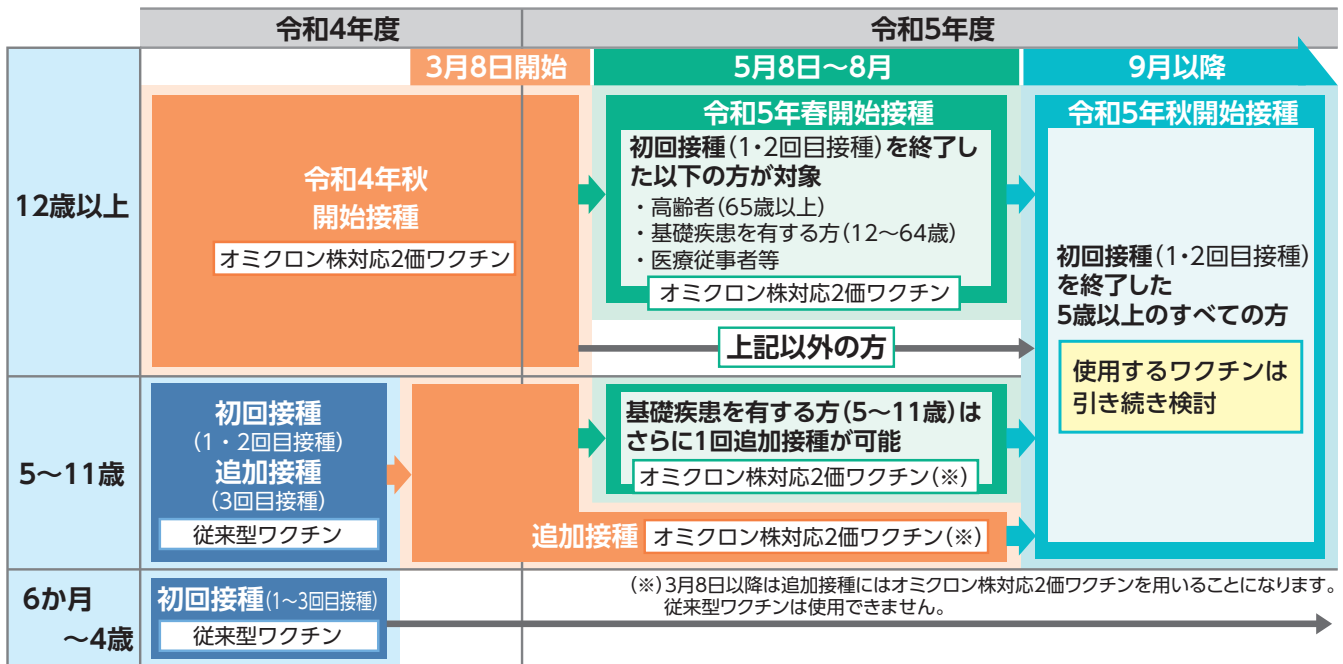 令和4年度
令和5年度
3月8日開始
5月8日～8月
9月以降
12歳以上
令和4年秋
開始接種
オミクロン株対応2価ワクチン
令和5年春開始接種
初回接種(1・2回目接種)を終了し
た以下の方が対象
・高齢者(65歳以上)
・基礎疾患を有する方(12～64歳)
・医療従事者等
オミクロン株対応2価ワクチン
上記以外の方
令和5年秋開始接種
初回接種(1・2回目接種)
を終了した
5歳以上のすべての方
使用するワクチンは
引き続き検討
5～11歳
初回接種
(1・2回目接種)
追加接種
(3回目接種)
従来型ワクチン
基礎疾患を有する方(5～11歳)は
さらに1回追加接種が可能
オミクロン株対応2価ワクチン(※)
追加接種 オミクロン株対応2価ワクチン(※)
6か月
～4歳
初回接種(1～3回目接種)
従来型ワクチン
(※)3月8日以降は追加接種にはオミクロン株対応2価ワクチンを用いることになります。
従来型ワクチンは使用できません。